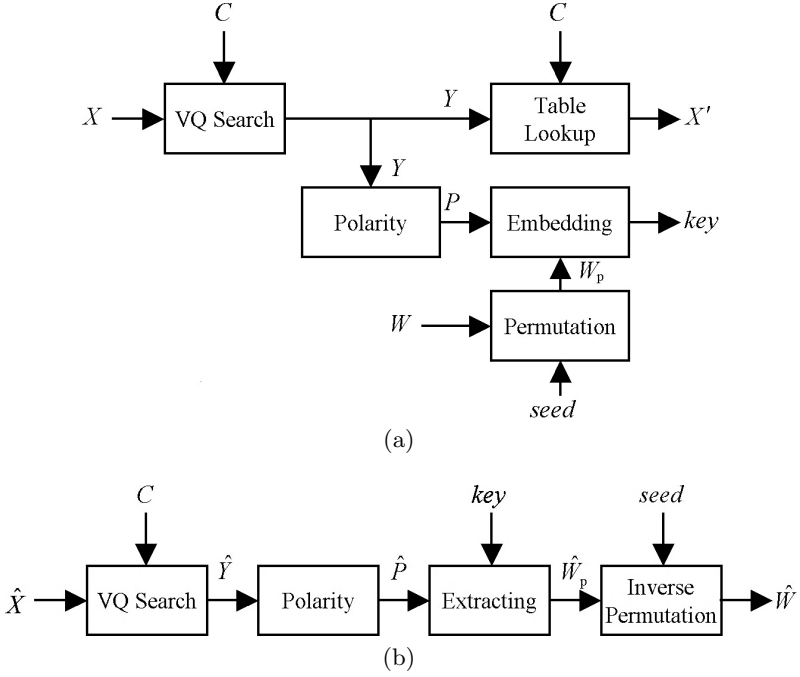 C C
X VQ Search Y Table Lookup X'
Y
Polarity P Embedding key
Wp
W Permutation
seed
(a)
C key seed
X̂ VQ Search Ŷ Polarity P̂ Extracting Ŵp Inverse Permutation Ŵ
(b)